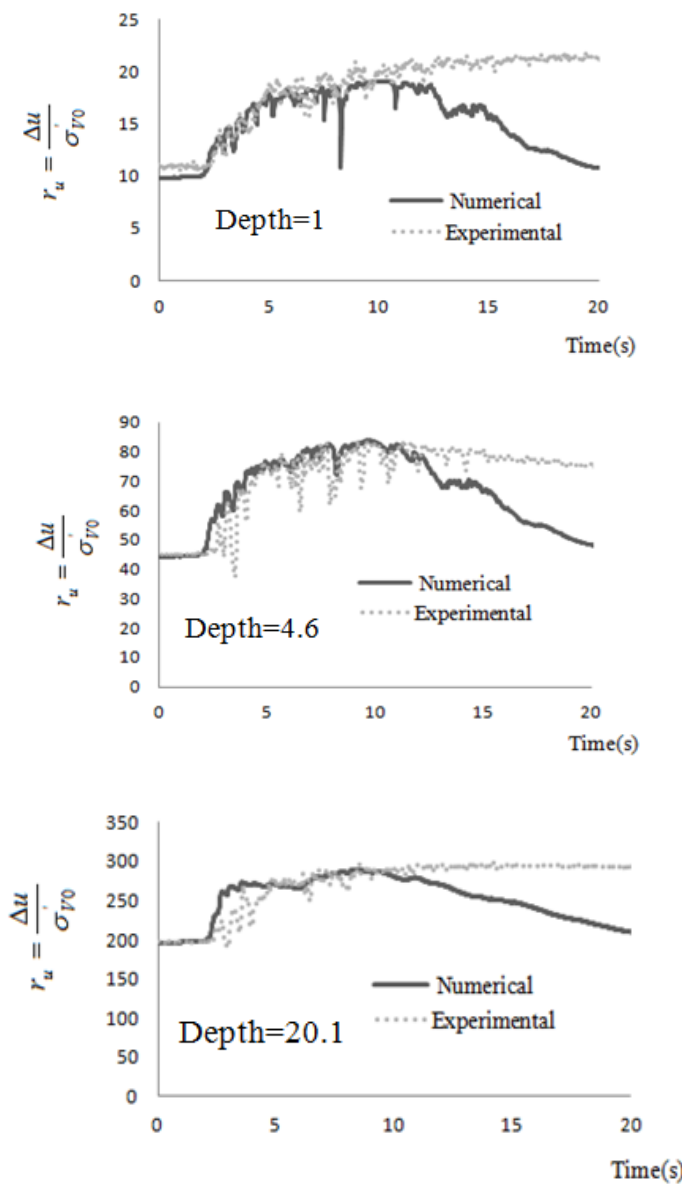 25
20
15
10
5
0
r_u = Δu / σ'_V0
Depth=1
Numerical
Experimental
0 5 10 15 20
Time(s)
90
80
70
60
50
40
30
20
10
0
r_u = Δu / σ'_V0
Depth=4.6
Numerical
Experimental
0 5 10 15 20
Time(s)
350
300
250
200
150
100
50
0
r_u = Δu / σ'_V0
Depth=20.1
Numerical
Experimental
0 5 10 15 20
Time(s)